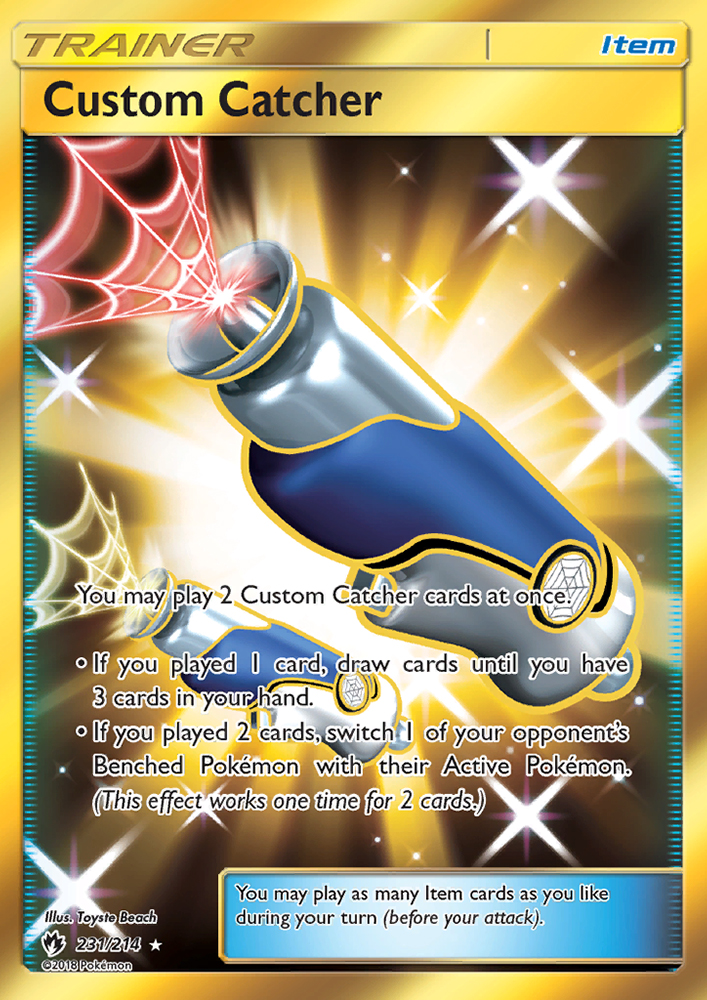 TRAINER
Item
Custom Catcher
You may play 2 Custom Catcher cards at once.
• If you played 1 card, draw cards until you have
3 cards in your hand.
• If you played 2 cards, switch 1 of your opponent's
Benched Pokémon with their Active Pokémon.
(This effect works one time for 2 cards.)
You may play as many Item cards as you like
during your turn (before your attack).
Illus. Toyste Beach
231/214 ★
©2018 Pokémon